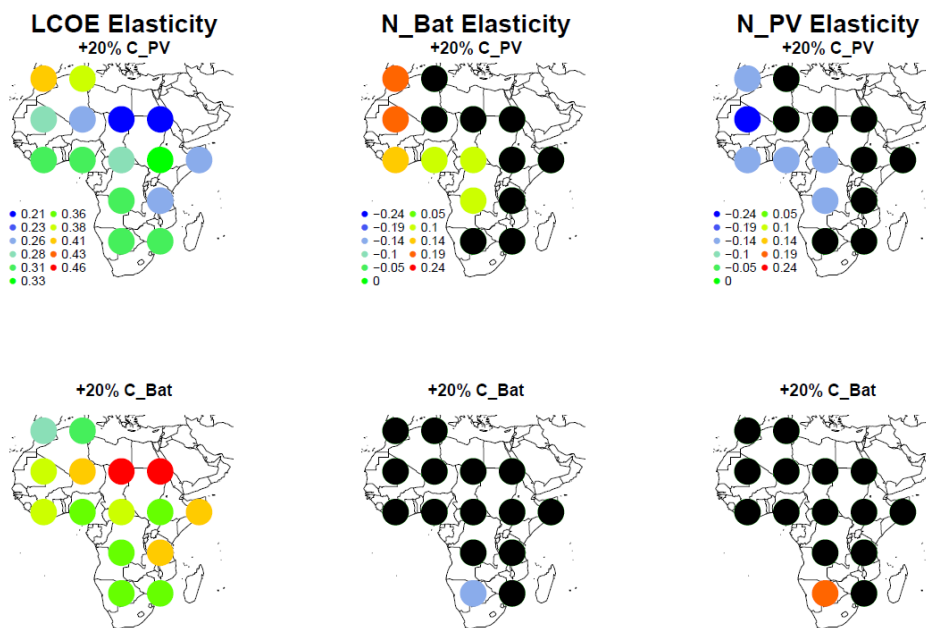 LCOE Elasticity
+20% C_PV
0.21 0.36
0.23 0.38
0.26 0.41
0.28 0.43
0.31 0.46
0.33
N_Bat Elasticity
+20% C_PV
−0.24 0.05
−0.19 0.1
−0.14 0.14
−0.1 0.19
−0.05 0.24
0
N_PV Elasticity
+20% C_PV
−0.24 0.05
−0.19 0.1
−0.14 0.14
−0.1 0.19
−0.05 0.24
0
+20% C_Bat
+20% C_Bat
+20% C_Bat